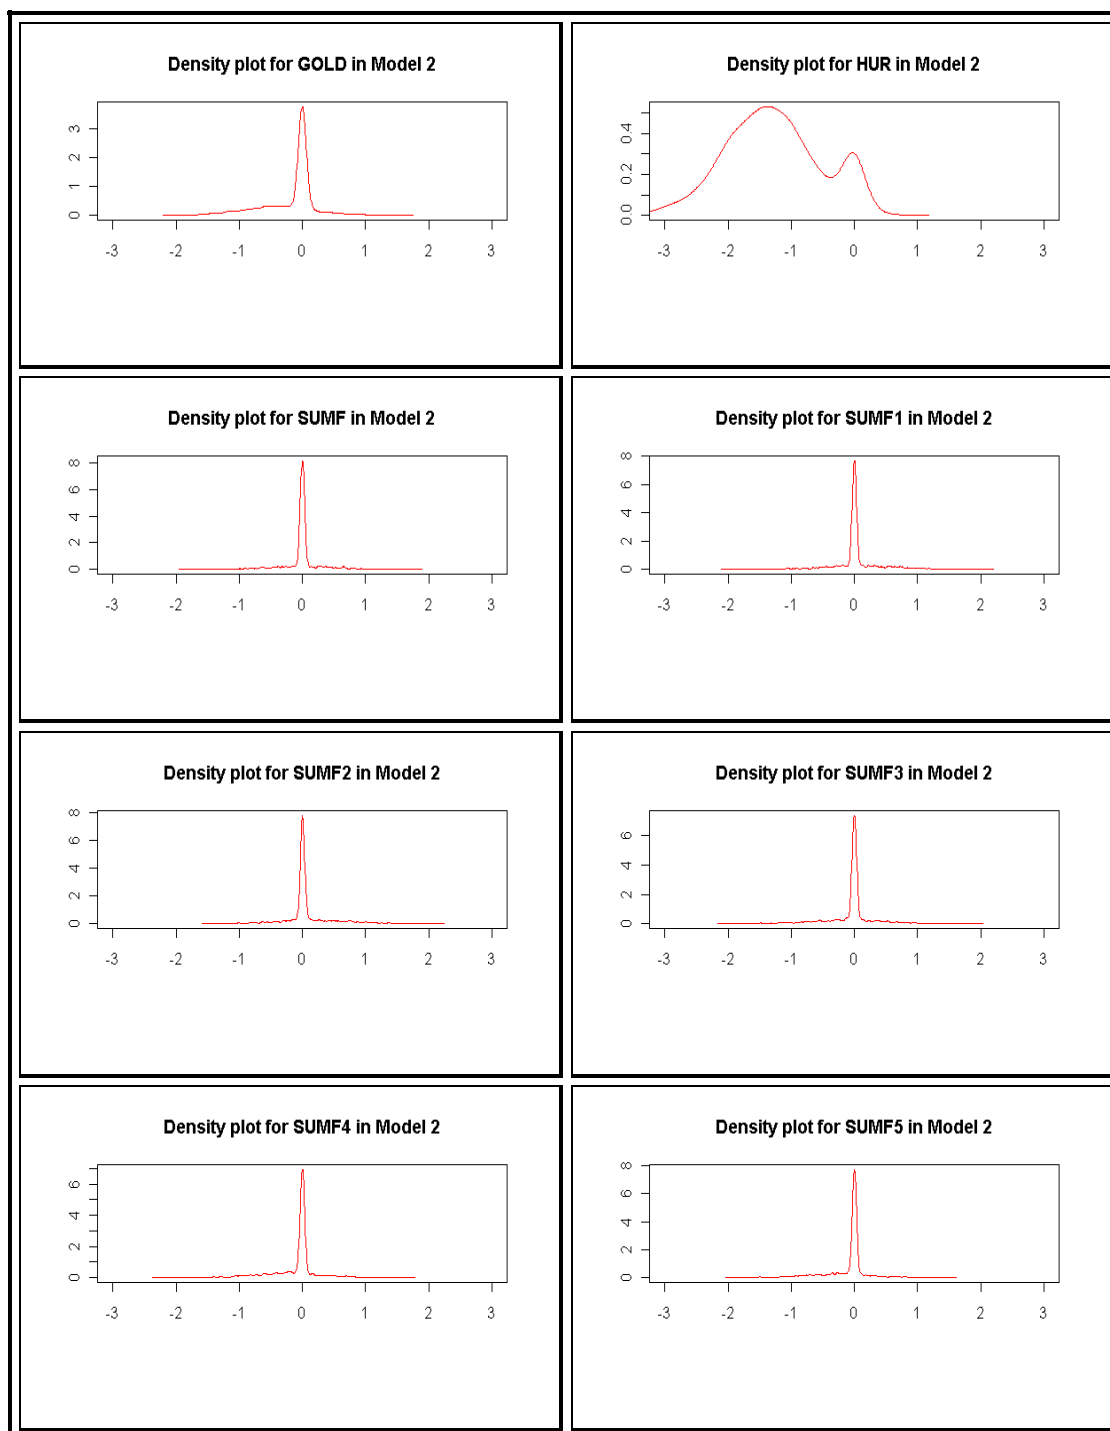 Density plot for GOLD in Model 2
0 1 2 3
-3 -2 -1 0 1 2 3
Density plot for HUR in Model 2
0.0 0.2 0.4
-3 -2 -1 0 1 2 3
Density plot for SUMF in Model 2
0 2 4 6 8
-3 -2 -1 0 1 2 3
Density plot for SUMF1 in Model 2
0 2 4 6 8
-3 -2 -1 0 1 2 3
Density plot for SUMF2 in Model 2
0 2 4 6 8
-3 -2 -1 0 1 2 3
Density plot for SUMF3 in Model 2
0 2 4 6
-3 -2 -1 0 1 2 3
Density plot for SUMF4 in Model 2
0 2 4 6
-3 -2 -1 0 1 2 3
Density plot for SUMF5 in Model 2
0 2 4 6 8
-3 -2 -1 0 1 2 3